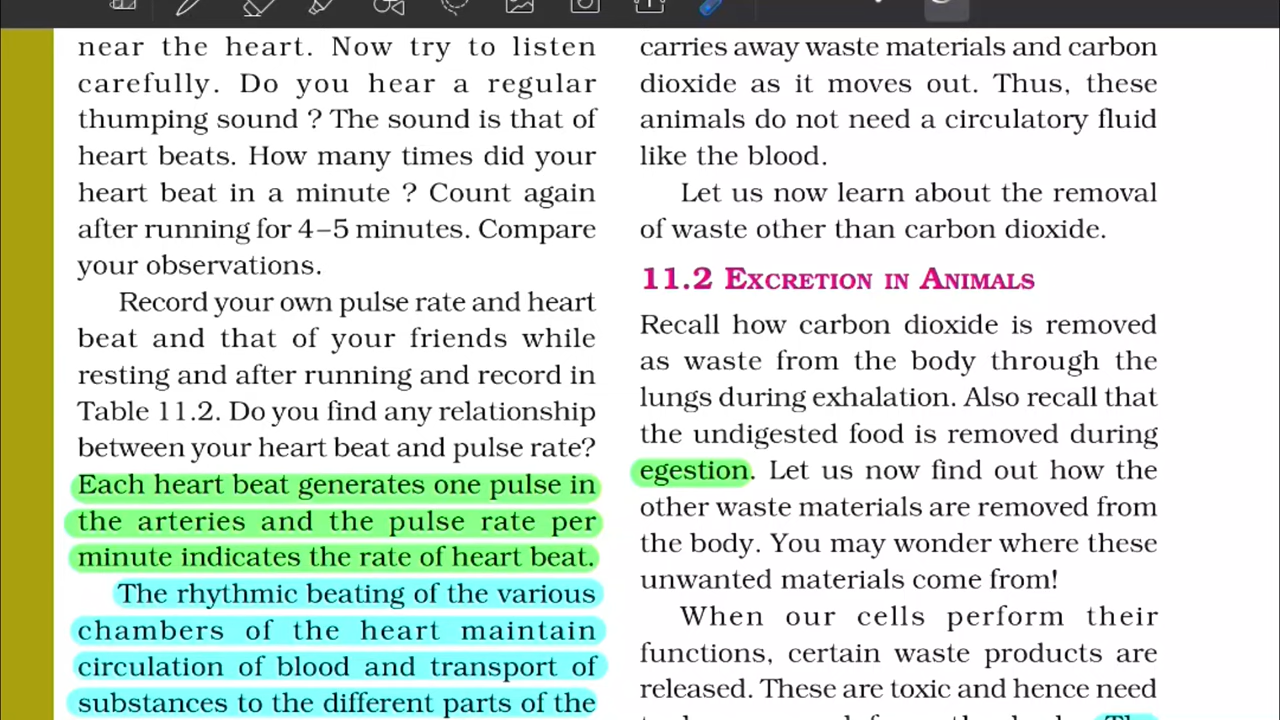 near the heart. Now try to listen
carefully. Do you hear a regular
thumping sound ? The sound is that of
heart beats. How many times did your
heart beat in a minute ? Count again
after running for 4–5 minutes. Compare
your observations.
Record your own pulse rate and heart
beat and that of your friends while
resting and after running and record in
Table 11.2. Do you find any relationship
between your heart beat and pulse rate?
Each heart beat generates one pulse in
the arteries and the pulse rate per
minute indicates the rate of heart beat.
The rhythmic beating of the various
chambers of the heart maintain
circulation of blood and transport of
substances to the different parts of the
carries away waste materials and carbon
dioxide as it moves out. Thus, these
animals do not need a circulatory fluid
like the blood.
Let us now learn about the removal
of waste other than carbon dioxide.
11.2 EXCRETION IN ANIMALS
Recall how carbon dioxide is removed
as waste from the body through the
lungs during exhalation. Also recall that
the undigested food is removed during
egestion. Let us now find out how the
other waste materials are removed from
the body. You may wonder where these
unwanted materials come from!
When our cells perform their
functions, certain waste products are
released. These are toxic and hence need